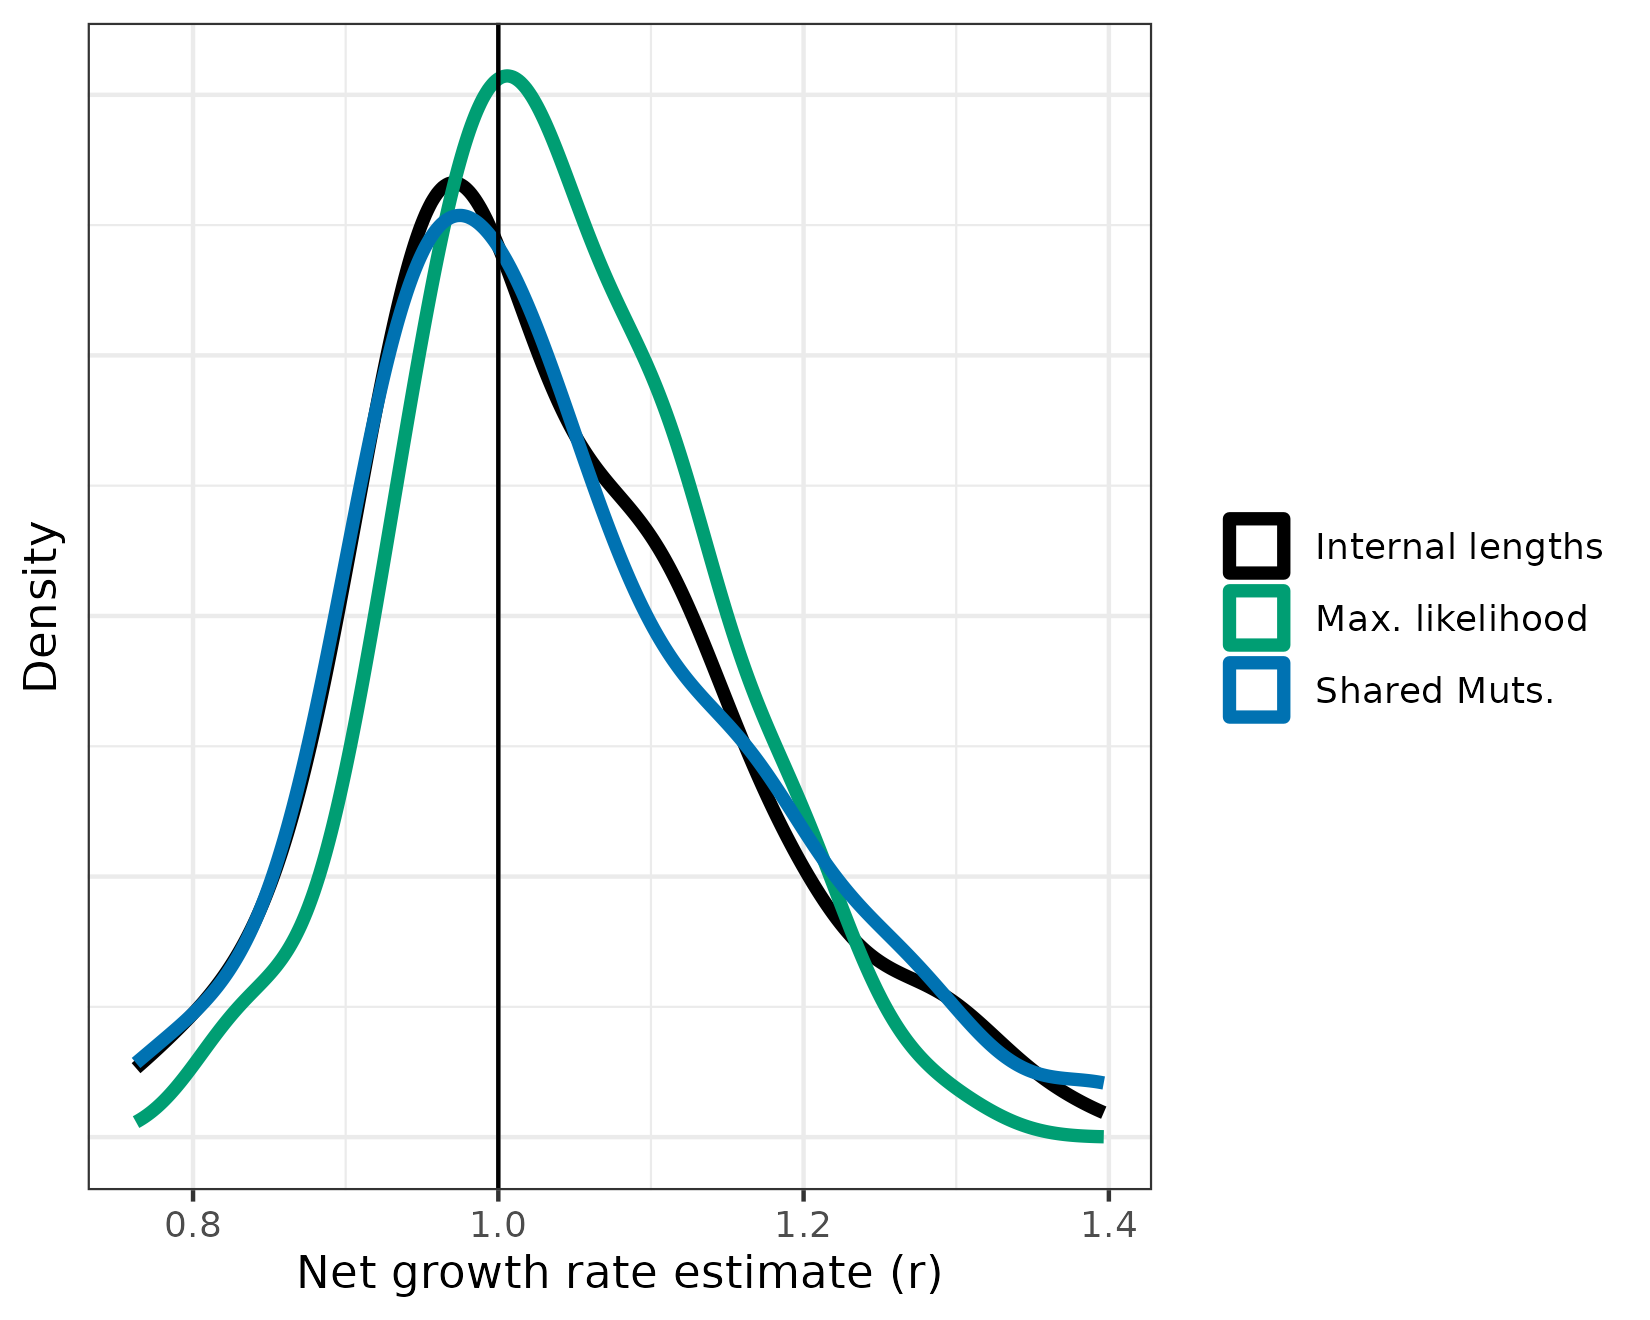 Density
0.8 1.0 1.2 1.4
Net growth rate estimate (r)
Internal lengths
Max. likelihood
Shared Muts.